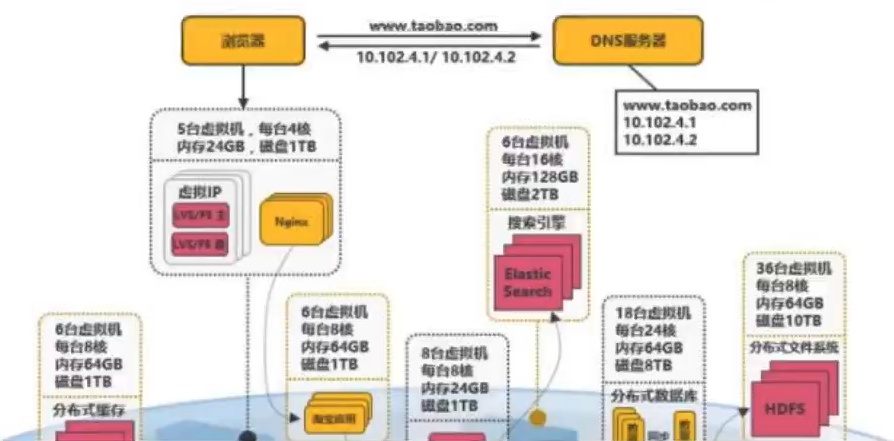 www.taobao.com
浏览器
DNS服务器
10.102.4.1/ 10.102.4.2
www.taobao.com
10.102.4.1
10.102.4.2
5台虚拟机，每台4核
内存24GB，磁盘1TB
虚拟IP
LVS/F5 主
LVS/F5 备
Nginx
6台虚拟机
每台16核
内存128GB
磁盘2TB
搜索引擎
Elastic
Search
36台虚拟机
每台8核
内存64GB
磁盘10TB
分布式文件系统
HDFS
6台虚拟机
每台8核
内存64GB
磁盘1TB
分布式缓存
6台虚拟机
每台8核
内存64GB
磁盘1TB
淘宝应用
8台虚拟机
每台8核
内存24GB
磁盘1TB
18台虚拟机
每台24核
内存64GB
磁盘8TB
分布式数据库